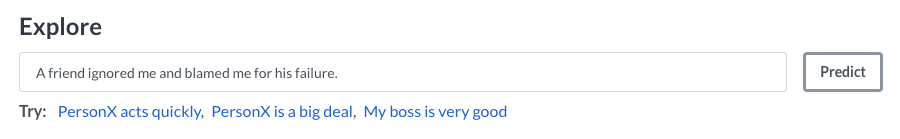 Explore
A friend ignored me and blamed me for his failure.
Predict
Try: PersonX acts quickly, PersonX is a big deal, My boss is very good